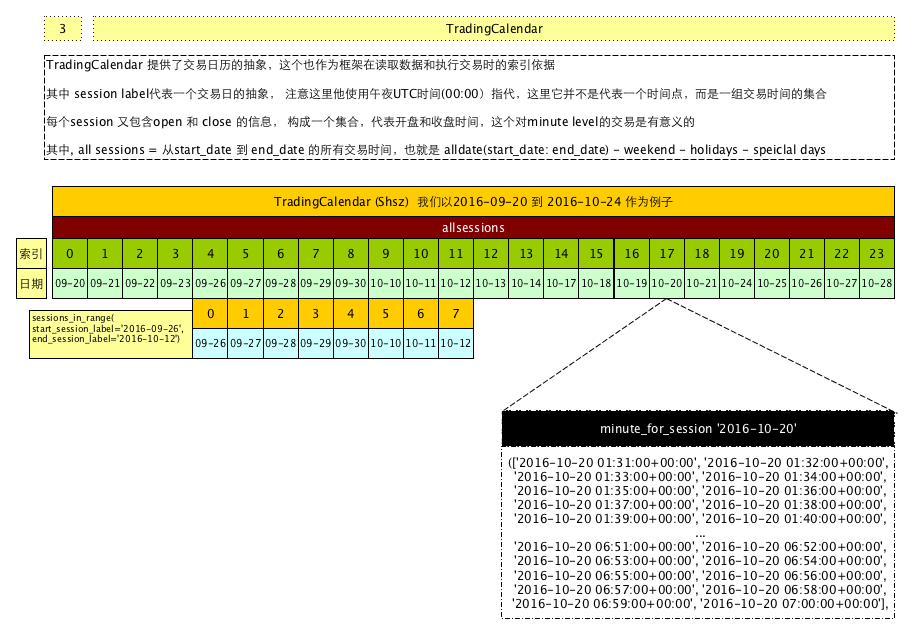 3
TradingCalendar
TradingCalendar 提供了交易日历的抽象，这个也作为框架在读取数据和执行交易时的索引依据
其中 session label代表一个交易日的抽象， 注意这里他使用午夜UTC时间(00:00）指代，这里它并不是代表一个时间点，而是一组交易时间的集合
每个session 又包含open 和 close 的信息， 构成一个集合，代表开盘和收盘时间，这个对minute level的交易是有意义的
其中, all sessions = 从start_date 到 end_date 的所有交易时间，也就是 alldate(start_date: end_date) – weekend – holidays – speiclal days
TradingCalendar (Shsz) 我们以2016-09-20 到 2016-10-24 作为例子
allsessions
索引 0 1 2 3 4 5 6 7 8 9 10 11 12 13 14 15 16 17 18 19 20 21 22 23
日期 09-20 09-21 09-22 09-23 09-26 09-27 09-28 09-29 09-30 10-10 10-11 10-12 10-13 10-14 10-17 10-18 10-19 10-20 10-21 10-24 10-25 10-26 10-27 10-28
sessions_in_range(
start_session_label='2016-09-26',
end_session_label='2016-10-12')
0 1 2 3 4 5 6 7
09-26 09-27 09-28 09-29 09-30 10-10 10-11 10-12
minute_for_session '2016-10-20'
(['2016-10-20 01:31:00+00:00', '2016-10-20 01:32:00+00:00',
'2016-10-20 01:33:00+00:00', '2016-10-20 01:34:00+00:00',
'2016-10-20 01:35:00+00:00', '2016-10-20 01:36:00+00:00',
'2016-10-20 01:37:00+00:00', '2016-10-20 01:38:00+00:00',
'2016-10-20 01:39:00+00:00', '2016-10-20 01:40:00+00:00',
...
'2016-10-20 06:51:00+00:00', '2016-10-20 06:52:00+00:00',
'2016-10-20 06:53:00+00:00', '2016-10-20 06:54:00+00:00',
'2016-10-20 06:55:00+00:00', '2016-10-20 06:56:00+00:00',
'2016-10-20 06:57:00+00:00', '2016-10-20 06:58:00+00:00',
'2016-10-20 06:59:00+00:00', '2016-10-20 07:00:00+00:00'],